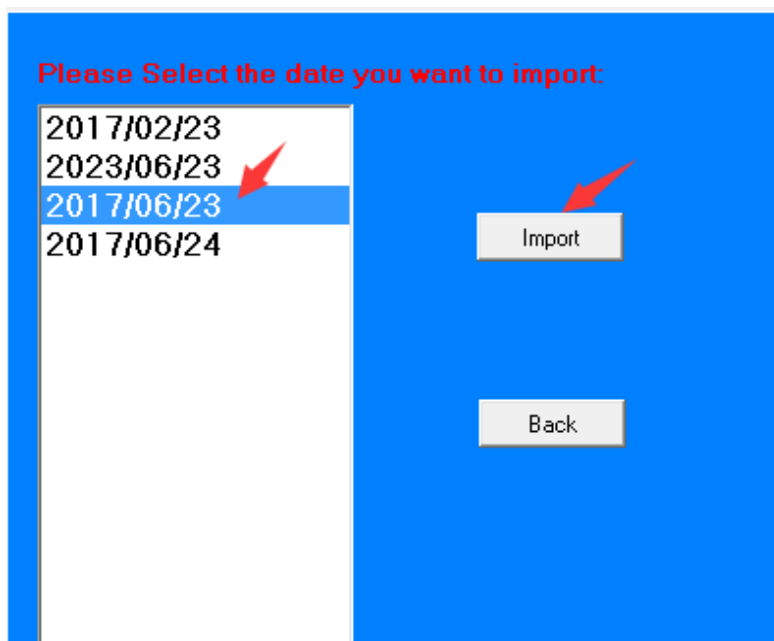 Please Select the date you want to import:
2017/02/23
2023/06/23
2017/06/23
2017/06/24
Import
Back